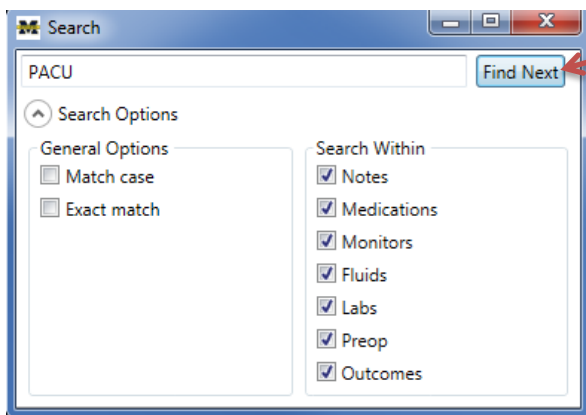 Search
PACU
Find Next
Search Options
General Options
Match case
Exact match
Search Within
Notes
Medications
Monitors
Fluids
Labs
Preop
Outcomes